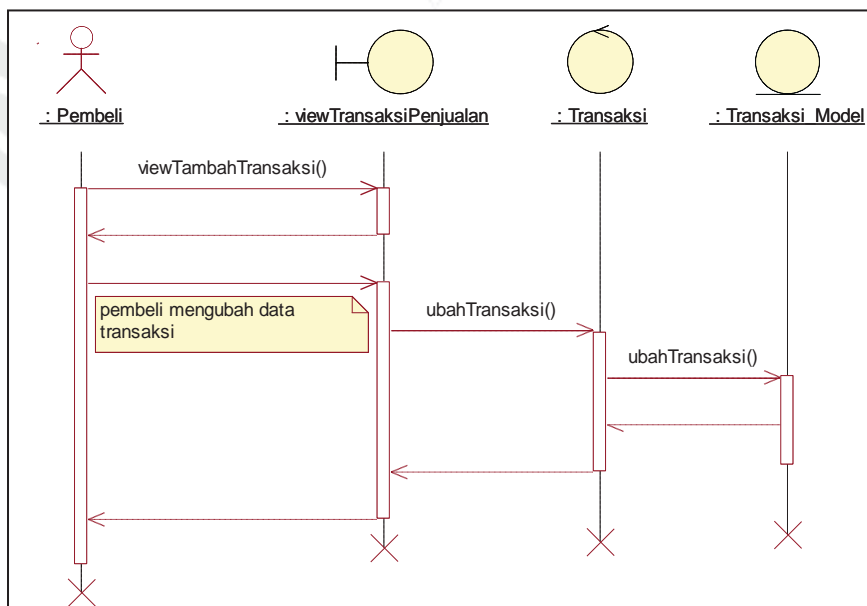 : Pembeli
: viewTransaksiPenjualan
: Transaksi
: Transaksi_Model
viewTambahTransaksi()
pembeli mengubah data
transaksi
ubahTransaksi()
ubahTransaksi()